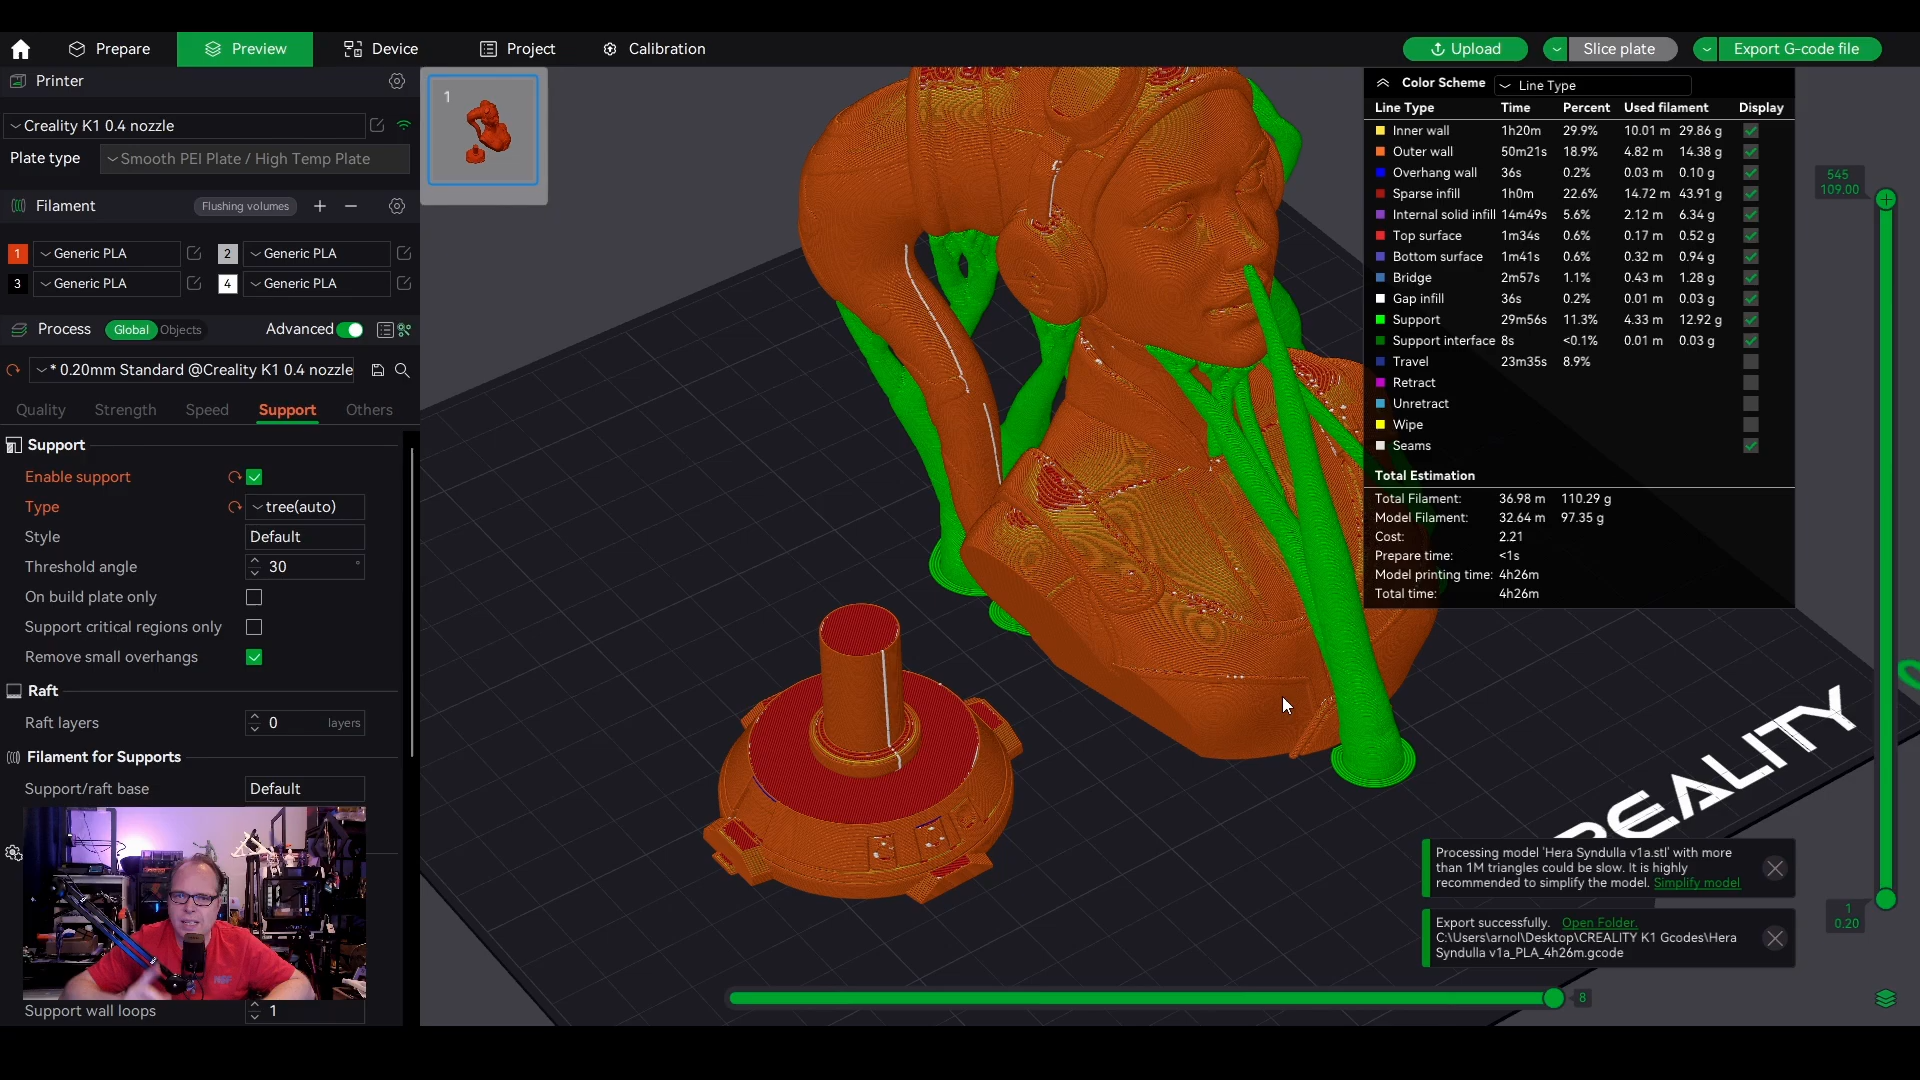 Prepare
Preview
Device
Project
Calibration
Upload
Slice plate
Export G-code file
Printer
Creality K1 0.4 nozzle
Plate type
Smooth PEI Plate / High Temp Plate
Filament
Flushing volumes
1 Generic PLA
2 Generic PLA
3 Generic PLA
4 Generic PLA
Process Global Objects Advanced
* 0.20mm Standard @Creality K1 0.4 nozzle
Quality Strength Speed Support Others
Support
Enable support
Type tree(auto)
Style Default
Threshold angle 30 °
On build plate only
Support critical regions only
Remove small overhangs
Raft
Raft layers 0 layers
Filament for Supports
Support/raft base Default
Support wall loops 1
1
Color Scheme Line Type
Line Type Time Percent Used filament Display
Inner wall 1h20m 29.9% 10.01 m 29.86 g
Outer wall 50m21s 18.9% 4.82 m 14.38 g
Overhang wall 36s 0.2% 0.03 m 0.10 g
Sparse infill 1h0m 22.6% 14.72 m 43.91 g
Internal solid infill 14m49s 5.6% 2.12 m 6.34 g
Top surface 1m34s 0.6% 0.17 m 0.52 g
Bottom surface 1m41s 0.6% 0.32 m 0.94 g
Bridge 2m57s 1.1% 0.43 m 1.28 g
Gap infill 36s 0.2% 0.01 m 0.03 g
Support 29m56s 11.3% 4.33 m 12.92 g
Support interface 8s <0.1% 0.01 m 0.03 g
Travel 23m35s 8.9%
Retract
Unretract
Wipe
Seams
Total Estimation
Total Filament: 36.98 m 110.29 g
Model Filament: 32.64 m 97.35 g
Cost: 2.21
Prepare time: <1s
Model printing time: 4h26m
Total time: 4h26m
545
109.00
REALITY
Processing model 'Hera Syndulla v1a.stl' with more
than 1M triangles could be slow. It is highly
recommended to simplify the model. Simplify model
Export successfully. Open Folder.
C:\Users\arnol\Desktop\CREALITY K1 Gcodes\Hera
Syndulla v1a_PLA_4h26m.gcode
1
0.20
8